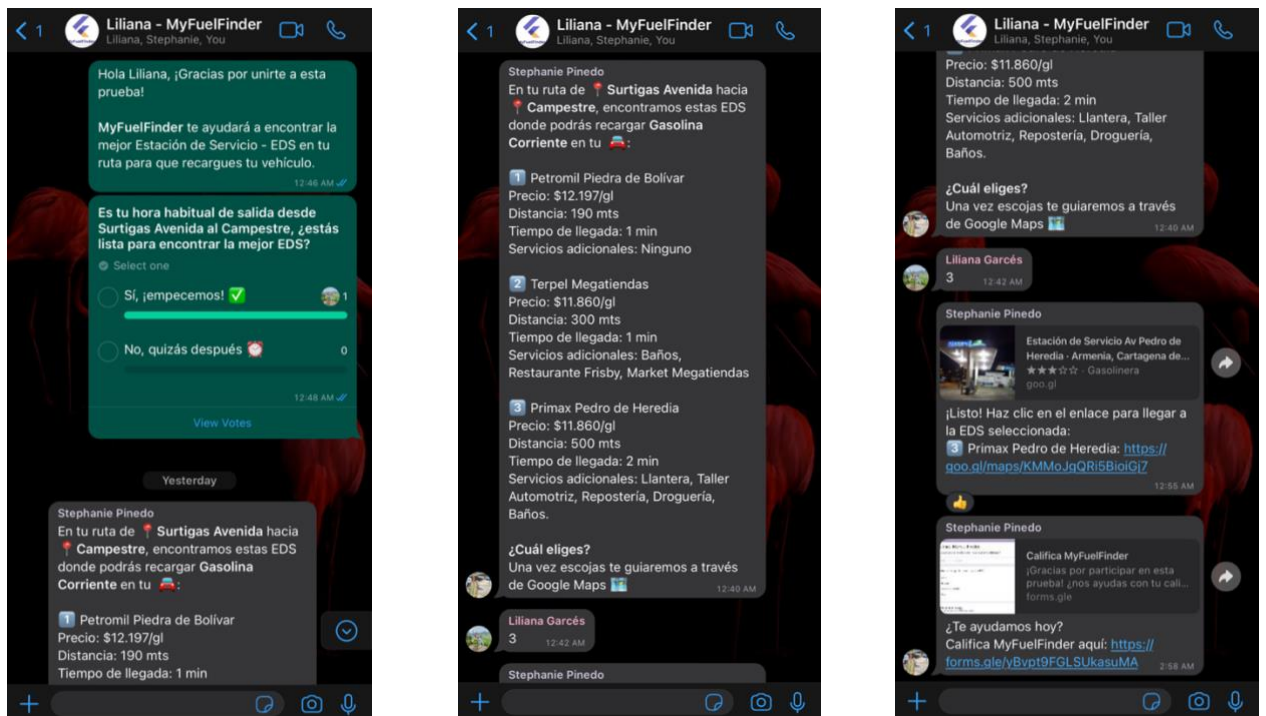 1
Liliana - MyFuelFinder
Liliana, Stephanie, You
Hola Liliana, ¡Gracias por unirte a esta
prueba!
MyFuelFinder te ayudará a encontrar la
mejor Estación de Servicio - EDS en tu
ruta para que recargues tu vehículo.
12:46 AM
Es tu hora habitual de salida desde
Surtigas Avenida al Campestre, ¿estás
lista para encontrar la mejor EDS?
Select one
Sí, ¡empecemos! ✅ 1
No, quizás después ⏰ 0
12:48 AM
View Votes
Yesterday
Stephanie Pinedo
En tu ruta de 📍 Surtigas Avenida hacia
📍 Campestre, encontramos estas EDS
donde podrás recargar Gasolina
Corriente en tu 🚘:
1️⃣ Petromil Piedra de Bolívar
Precio: $12.197/gl
Distancia: 190 mts
Tiempo de llegada: 1 min
1
Liliana - MyFuelFinder
Liliana, Stephanie, You
Stephanie Pinedo
En tu ruta de 📍 Surtigas Avenida hacia
📍 Campestre, encontramos estas EDS
donde podrás recargar Gasolina
Corriente en tu 🚘:
1️⃣ Petromil Piedra de Bolívar
Precio: $12.197/gl
Distancia: 190 mts
Tiempo de llegada: 1 min
Servicios adicionales: Ninguno
2️⃣ Terpel Megatiendas
Precio: $11.860/gl
Distancia: 300 mts
Tiempo de llegada: 1 min
Servicios adicionales: Baños,
Restaurante Frisby, Market Megatiendas
3️⃣ Primax Pedro de Heredia
Precio: $11.860/gl
Distancia: 500 mts
Tiempo de llegada: 2 min
Servicios adicionales: Llantera, Taller
Automotriz, Repostería, Droguería,
Baños.
¿Cuál eliges?
Una vez escojas te guiaremos a través
de Google Maps 🗺️
12:40 AM
Liliana Garcés
3 12:42 AM
Stephanie Pinedo
1
Liliana - MyFuelFinder
Liliana, Stephanie, You
Precio: $11.860/gl
Distancia: 500 mts
Tiempo de llegada: 2 min
Servicios adicionales: Llantera, Taller
Automotriz, Repostería, Droguería,
Baños.
¿Cuál eliges?
Una vez escojas te guiaremos a través
de Google Maps 🗺️
12:40 AM
Liliana Garcés
3 12:42 AM
Stephanie Pinedo
Estación de Servicio Av Pedro de
Heredia · Armenia, Cartagena de...
★★★☆☆ · Gasolinera
goo.gl
¡Listo! Haz clic en el enlace para llegar a
la EDS seleccionada:
3️⃣ Primax Pedro de Heredia: https://
goo.gl/maps/KMMoJgQRi5BioiGj7
12:55 AM
👍
Stephanie Pinedo
Califica MyFuelFinder
¡Gracias por participar en esta
prueba! ¿nos ayudas con tu cali...
forms.gle
¿Te ayudamos hoy?
Califica MyFuelFinder aquí: https://
forms.gle/yBvpt9FGLSUkasuMA 2:58 AM